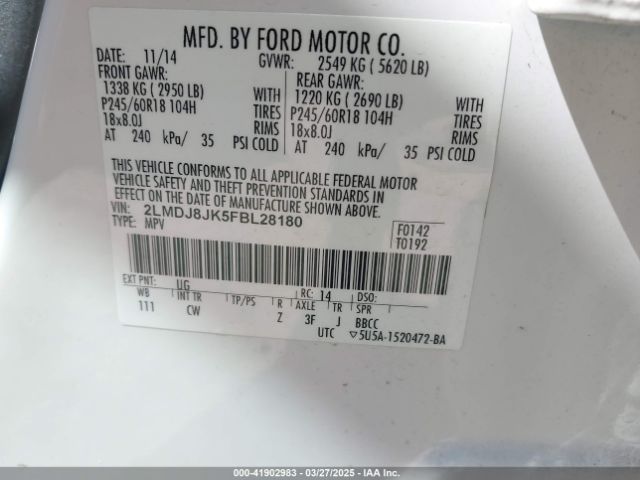 MFD. BY FORD MOTOR CO.
DATE: 11/14 GVWR: 2549 KG ( 5620 LB)
FRONT GAWR: REAR GAWR:
1338 KG ( 2950 LB) WITH 1220 KG ( 2690 LB) WITH
P245/60R18 104H TIRES P245/60R18 104H TIRES
18x8.0J RIMS 18x8.0J RIMS
AT 240 kPa/ 35 PSI COLD AT 240 kPa/ 35 PSI COLD
THIS VEHICLE CONFORMS TO ALL APPLICABLE FEDERAL MOTOR
VEHICLE SAFETY AND THEFT PREVENTION STANDARDS IN
EFFECT ON THE DATE OF MANUFACTURE SHOWN ABOVE.
VIN: 2LMDJ8JK5FBL28180 F0142
TYPE: MPV T0192
EXT PNT: UG RC: 14 DSO:
WB INT TR TP/PS R AXLE TR SPR
111 CW Z 3F J BBCC
UTC ▽5U5A-1520472-BA
000-41902983 - 03/27/2025 - IAA Inc.